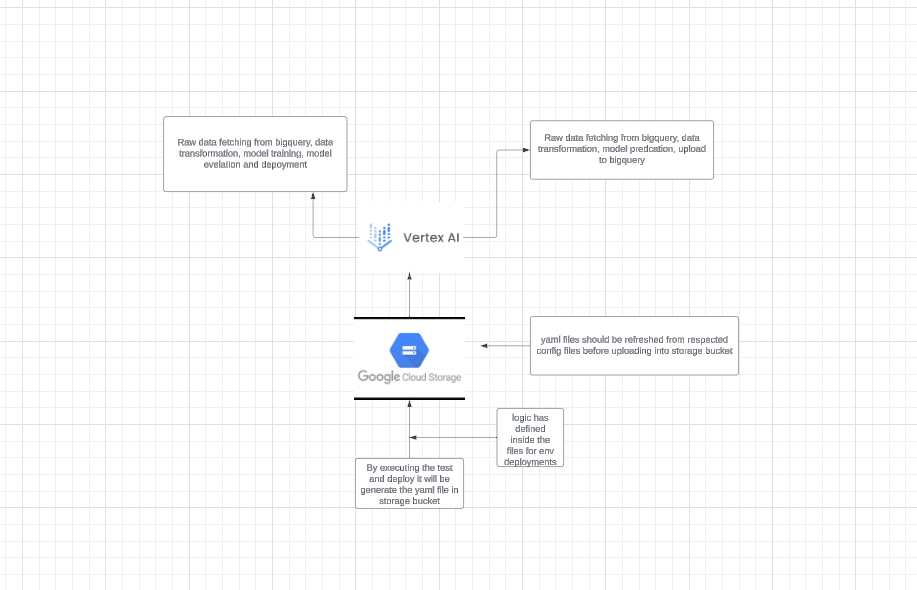 Raw data fetching from bigquery, data
transformation, model training, model
evelation and depoyment
Raw data fetching from bigquery, data
transformation, model predcation, upload
to bigquery
Vertex AI
yaml files should be refreshed from respected
config files before uploading into storage bucket
Google Cloud Storage
logic has
defined
inside the
files for env
deployments
By executing the test
and deploy it will be
generate the yaml file in
storage bucket